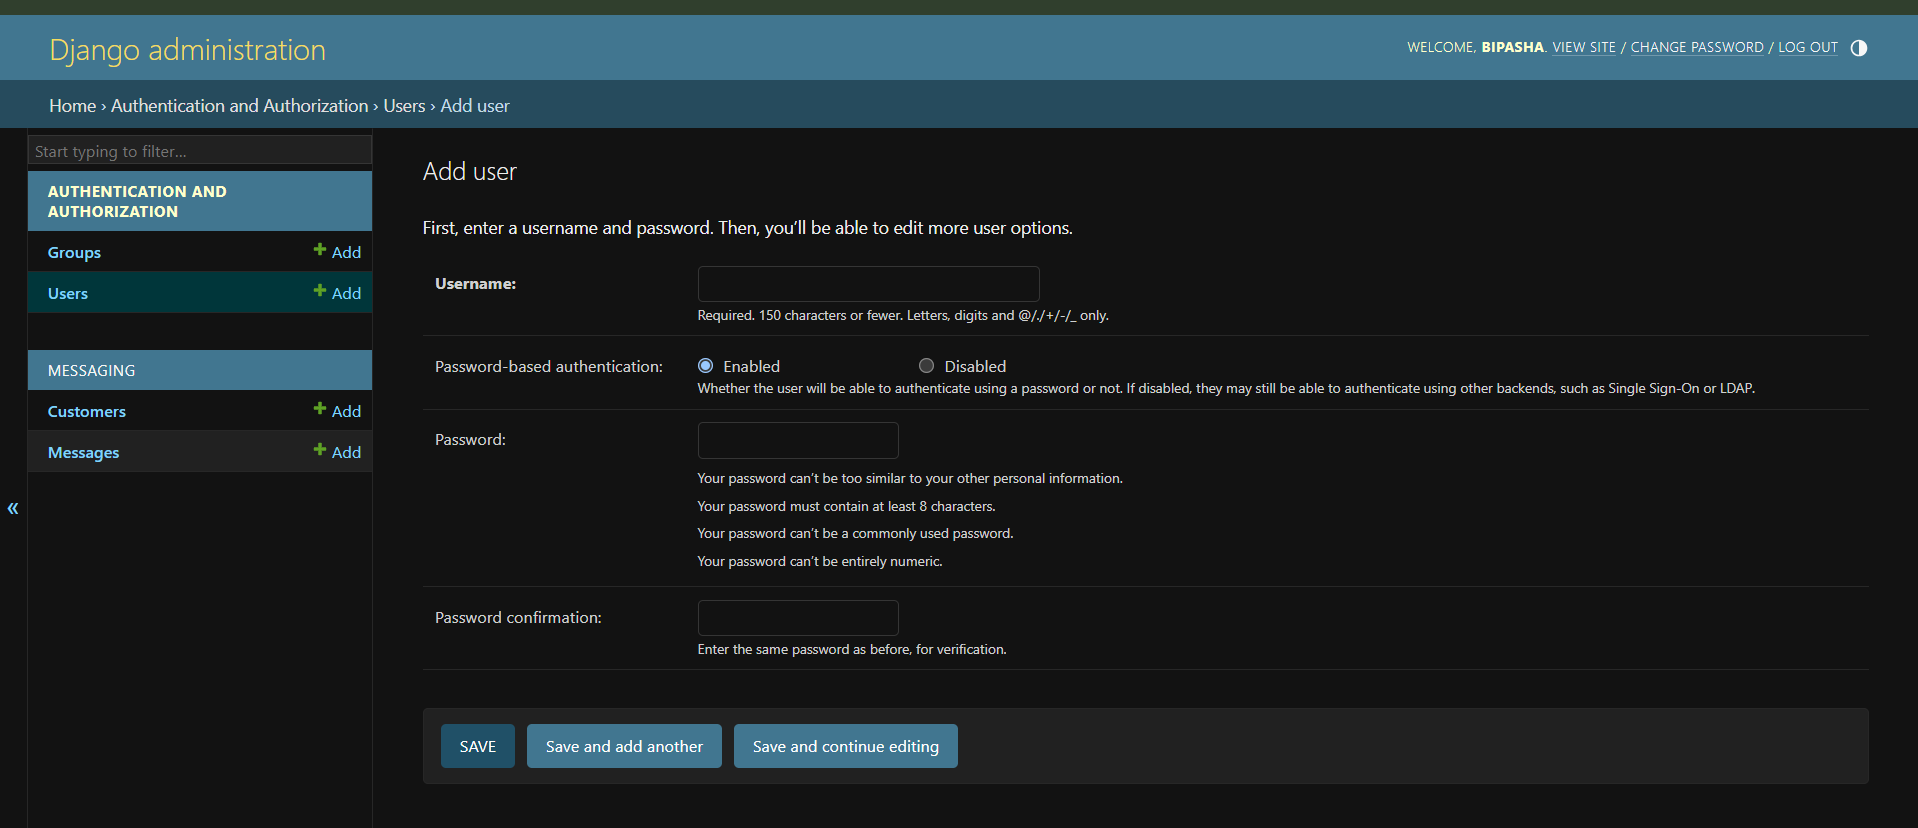 Django administration
WELCOME, BIPASHA. VIEW SITE / CHANGE PASSWORD / LOG OUT
Home › Authentication and Authorization › Users › Add user
Start typing to filter...
AUTHENTICATION AND
AUTHORIZATION
Groups + Add
Users + Add
MESSAGING
Customers + Add
Messages + Add
«
Add user
First, enter a username and password. Then, you’ll be able to edit more user options.
Username:
Required. 150 characters or fewer. Letters, digits and @/./+/-/_ only.
Password-based authentication: Enabled Disabled
Whether the user will be able to authenticate using a password or not. If disabled, they may still be able to authenticate using other backends, such as Single Sign-On or LDAP.
Password:
Your password can’t be too similar to your other personal information.
Your password must contain at least 8 characters.
Your password can’t be a commonly used password.
Your password can’t be entirely numeric.
Password confirmation:
Enter the same password as before, for verification.
SAVE Save and add another Save and continue editing